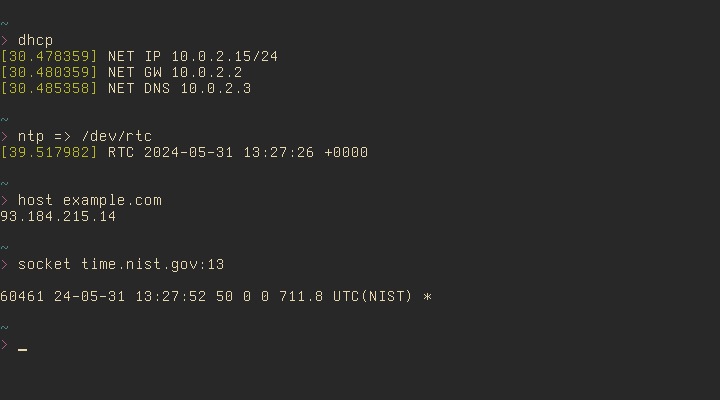 ~
> dhcp
[30.478359] NET IP 10.0.2.15/24
[30.480359] NET GW 10.0.2.2
[30.485358] NET DNS 10.0.2.3
~
> ntp => /dev/rtc
[39.517982] RTC 2024-05-31 13:27:26 +0000
~
> host example.com
93.184.215.14
~
> socket time.nist.gov:13
60461 24-05-31 13:27:52 50 0 0 711.8 UTC(NIST) *
~
> _